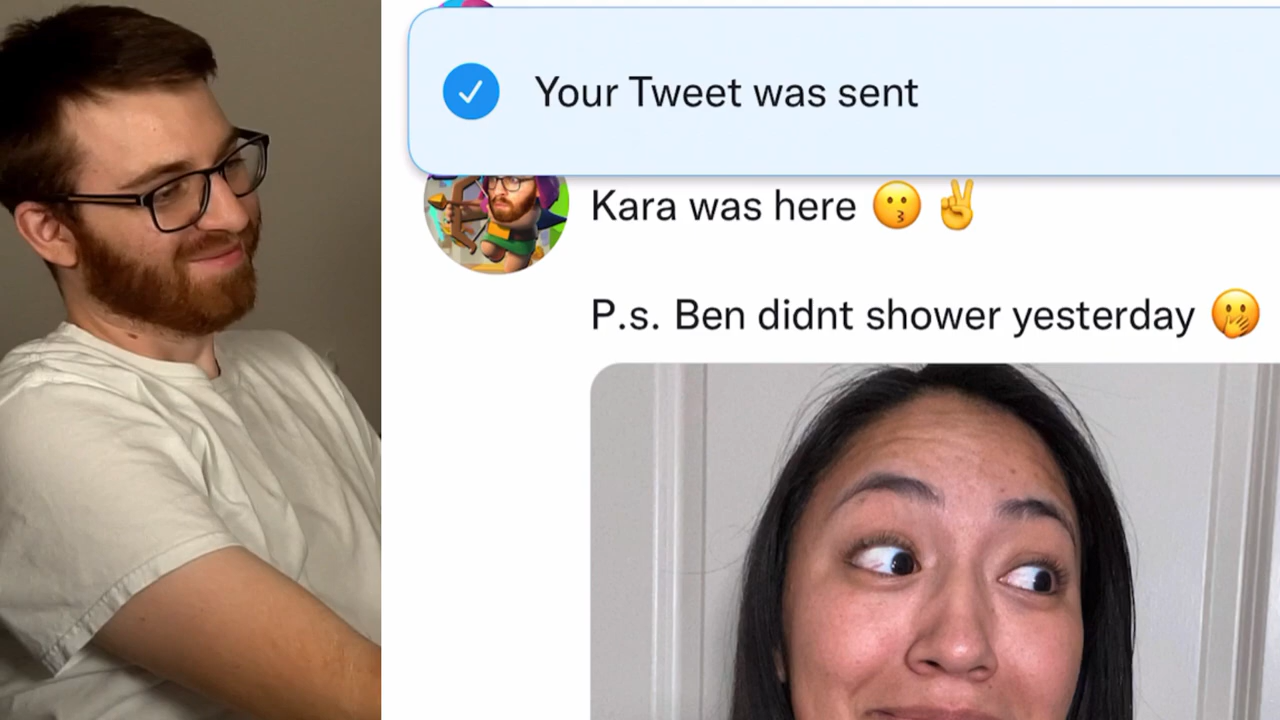 Your Tweet was sent
Kara was here 😗 ✌️
P.s. Ben didnt shower yesterday 🤭